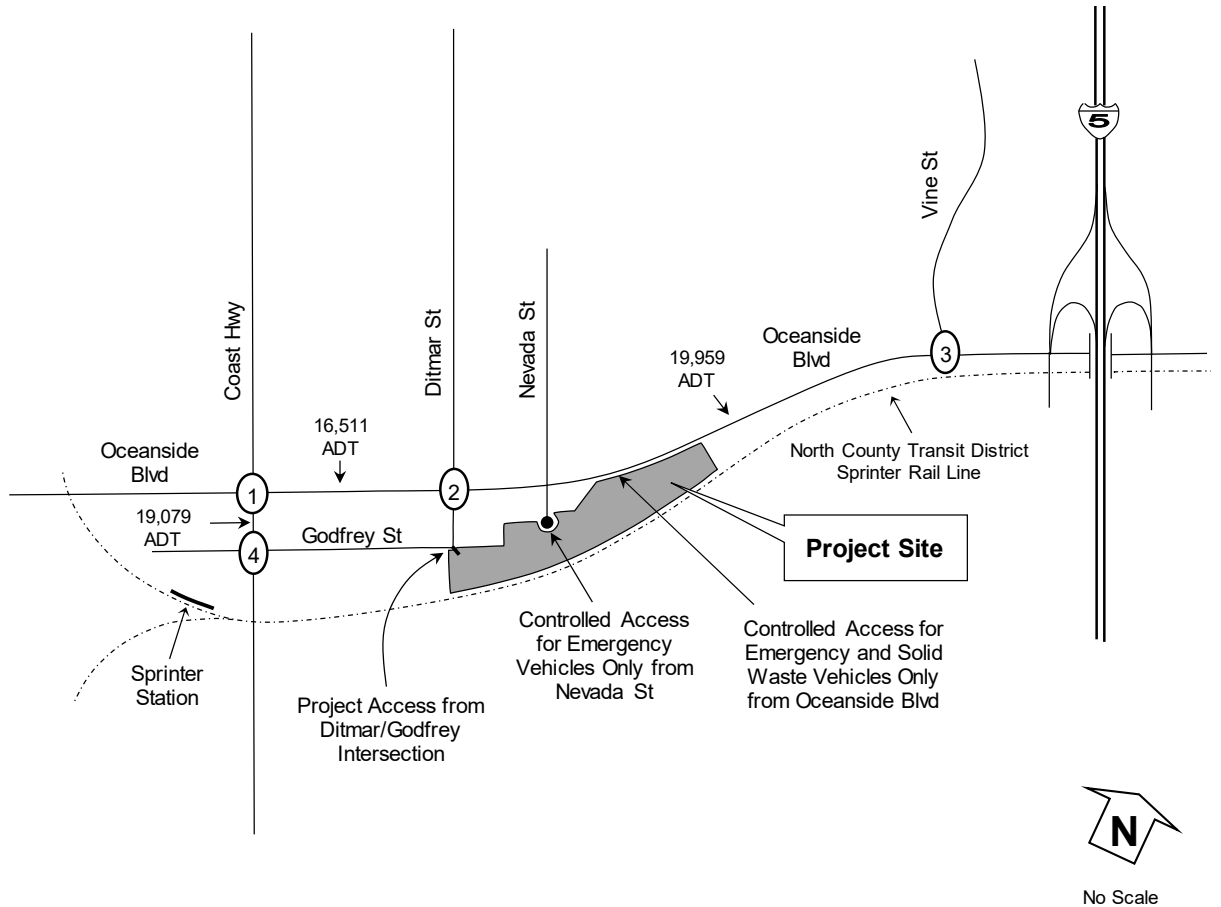 5
Vine St
Coast Hwy
Ditmar St
Nevada St
Oceanside
Blvd
19,959
ADT
3
16,511
ADT
Oceanside
Blvd
North County Transit District
Sprinter Rail Line
1
2
19,079
ADT
Godfrey St
4
Project Site
Controlled Access
for Emergency
Vehicles Only from
Nevada St
Controlled Access for
Emergency and Solid
Waste Vehicles Only
from Oceanside Blvd
Sprinter
Station
Project Access from
Ditmar/Godfrey
Intersection
N
No Scale